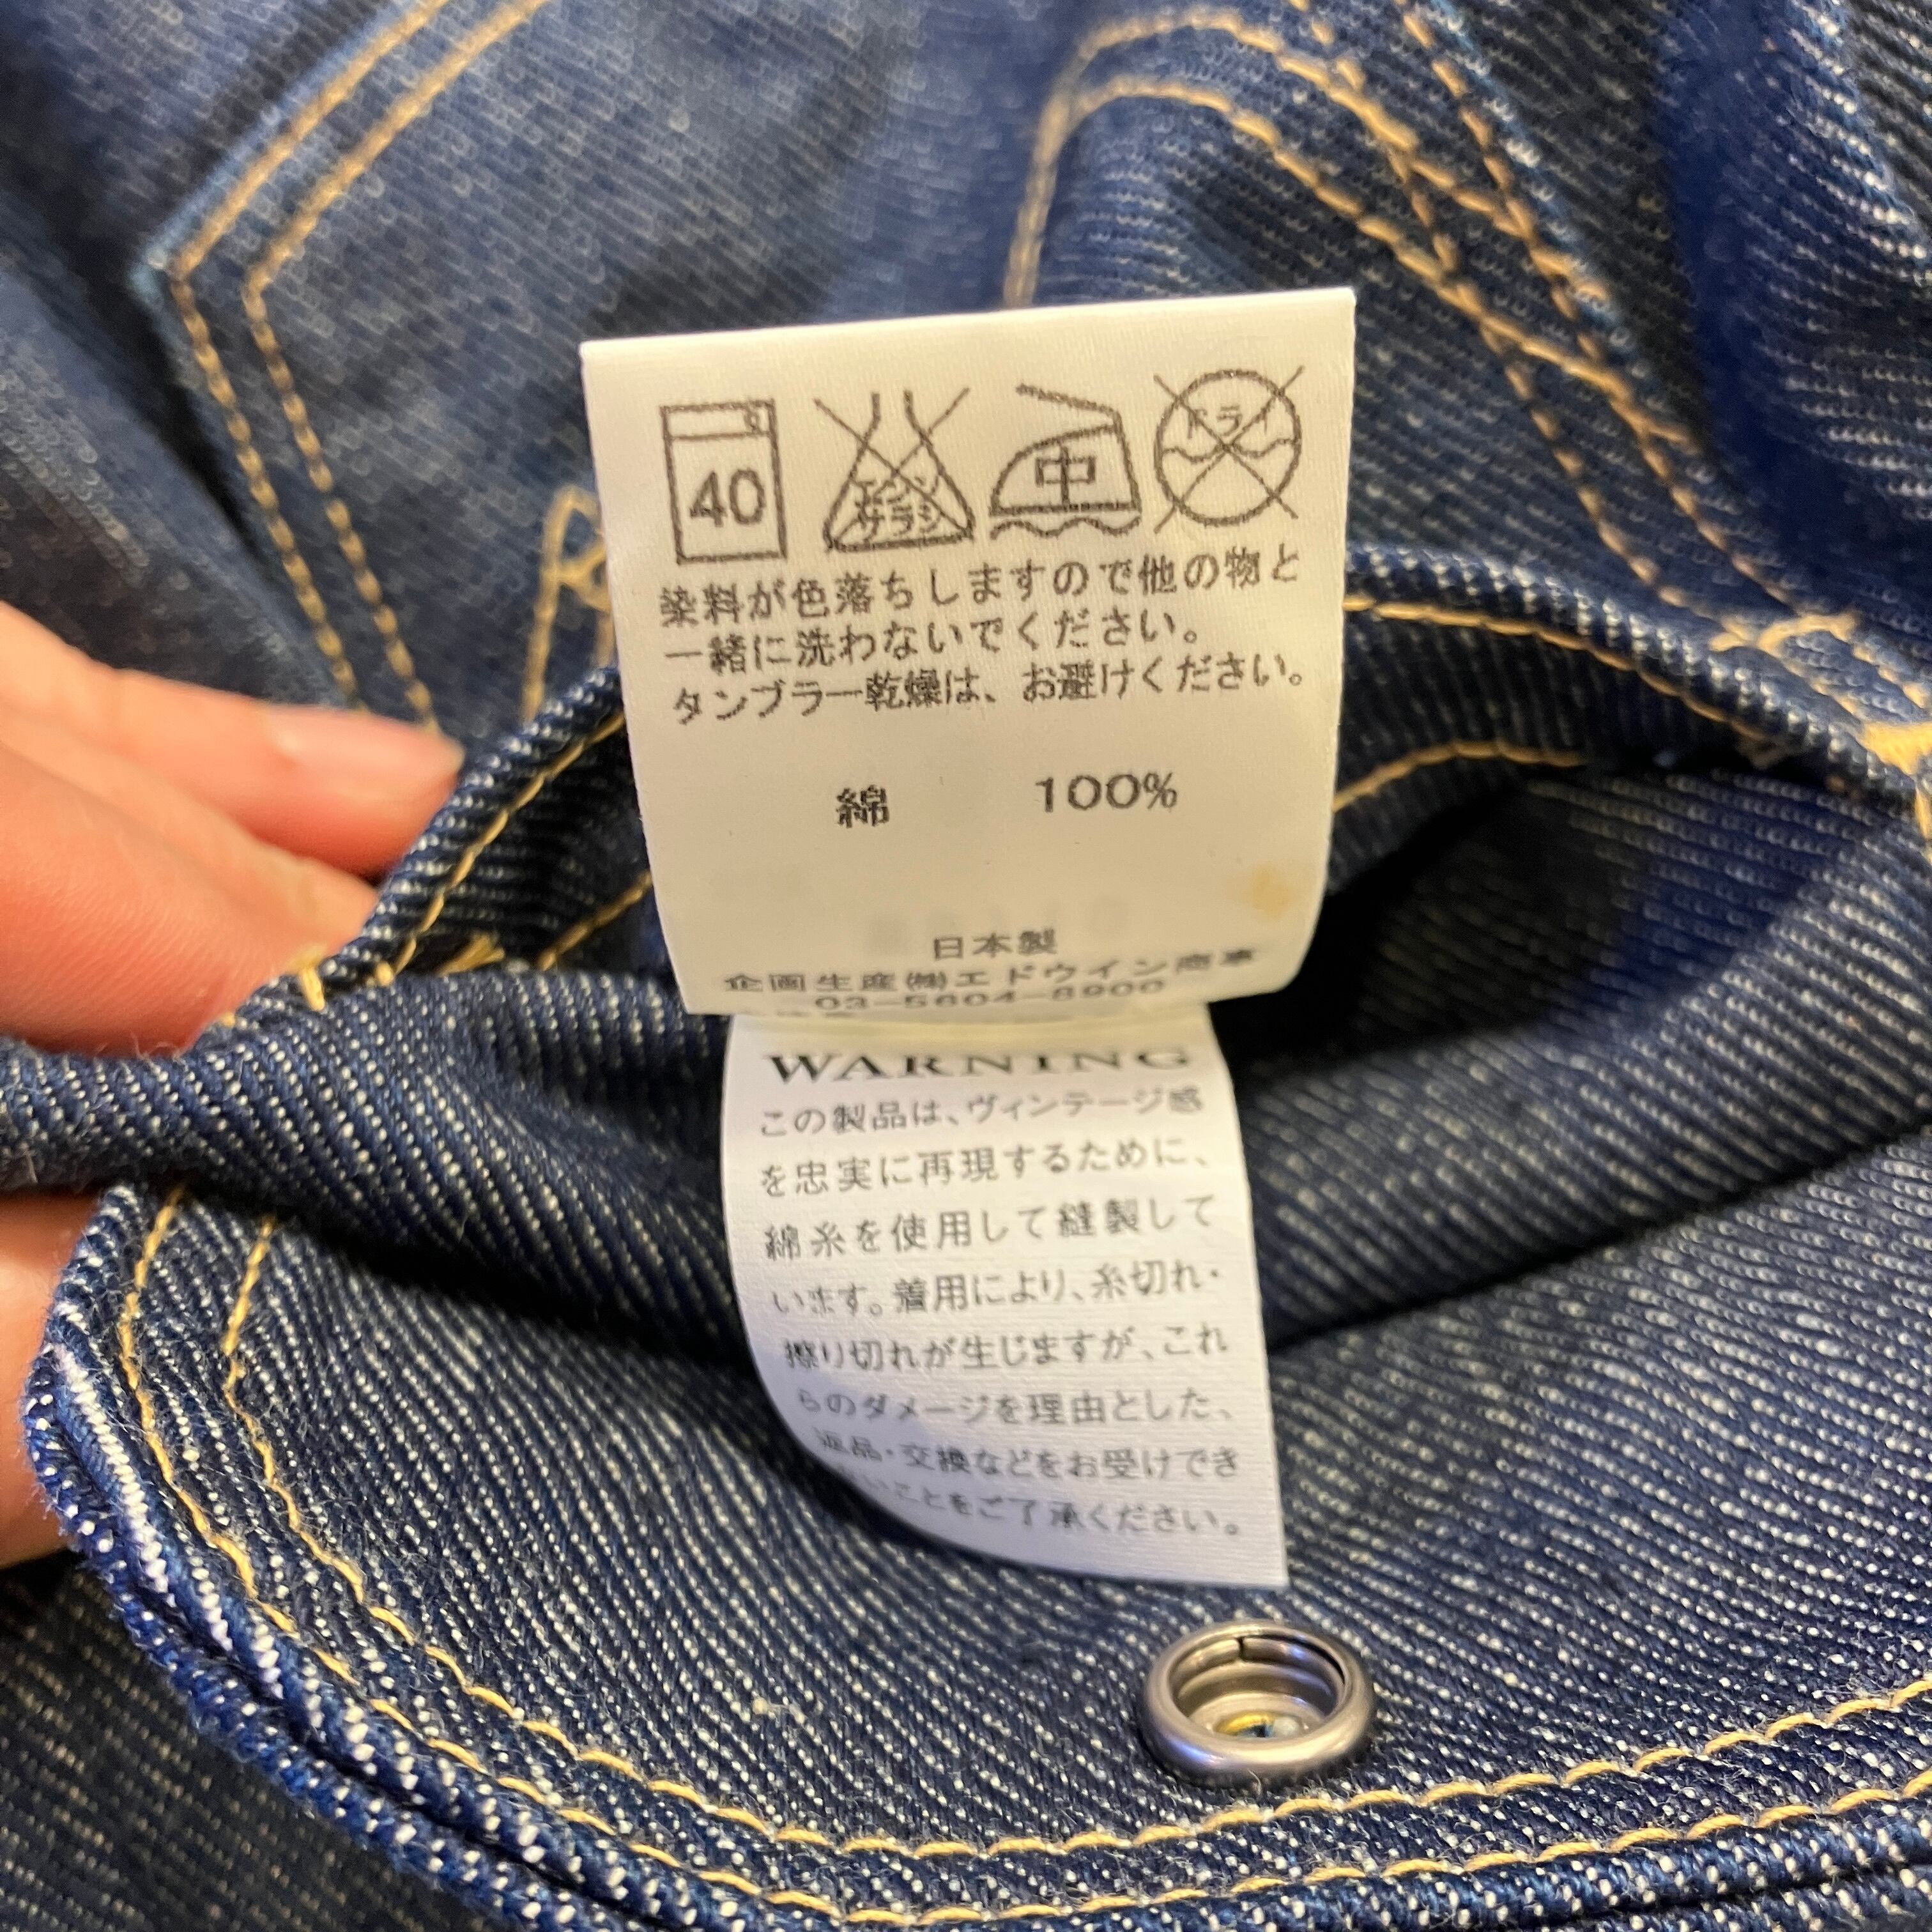 40
エンソ
サラシ
中
ドライ
染料が色落ちしますので他の物と
一緒に洗わないでください。
タンブラー乾燥は、お避けください。
綿 100%
日本製
企画生産㈱エドウイン商事
03-5604-8900
WARNING
この製品は、ヴィンテージ感
を忠実に再現するために、
綿糸を使用して縫製して
います。着用により、糸切れ・
擦り切れが生じますが、これ
らのダメージを理由とした、
返品・交換などをお受けでき
いことをご了承ください。